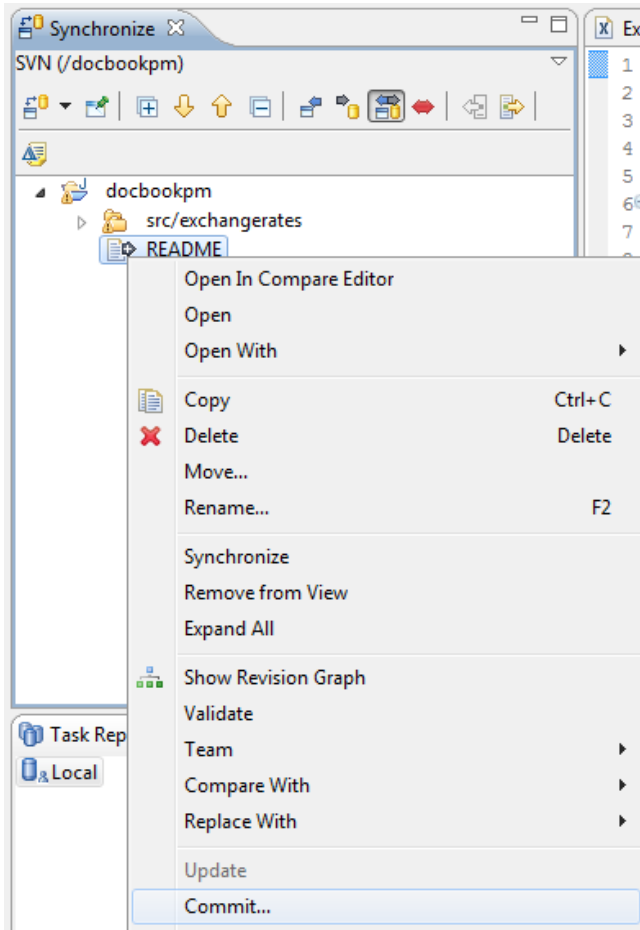 Synchronize
Ex
SVN (/docbookpm)
1
2
3
4
5
6
7
docbookpm
src/exchangerates
README
Open In Compare Editor
Open
Open With
Copy Ctrl+C
Delete Delete
Move...
Rename... F2
Synchronize
Remove from View
Expand All
Show Revision Graph
Validate
Task Rep
Team
Local
Compare With
Replace With
Update
Commit...